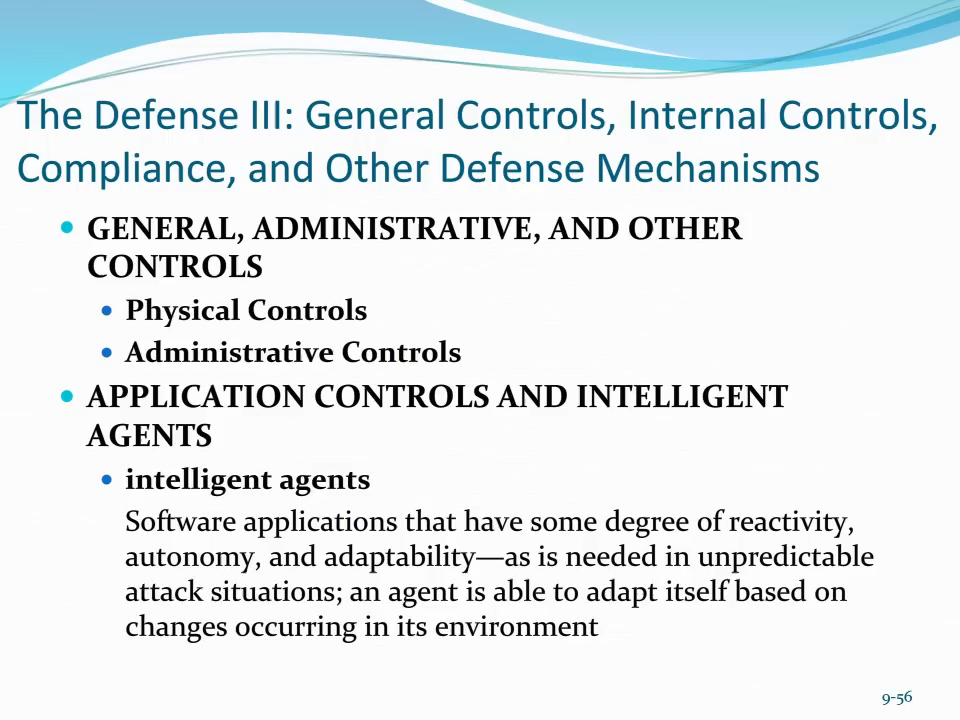 The Defense III: General Controls, Internal Controls,
Compliance, and Other Defense Mechanisms
• GENERAL, ADMINISTRATIVE, AND OTHER
CONTROLS
• Physical Controls
• Administrative Controls
• APPLICATION CONTROLS AND INTELLIGENT
AGENTS
• intelligent agents
Software applications that have some degree of reactivity,
autonomy, and adaptability—as is needed in unpredictable
attack situations; an agent is able to adapt itself based on
changes occurring in its environment
9-56